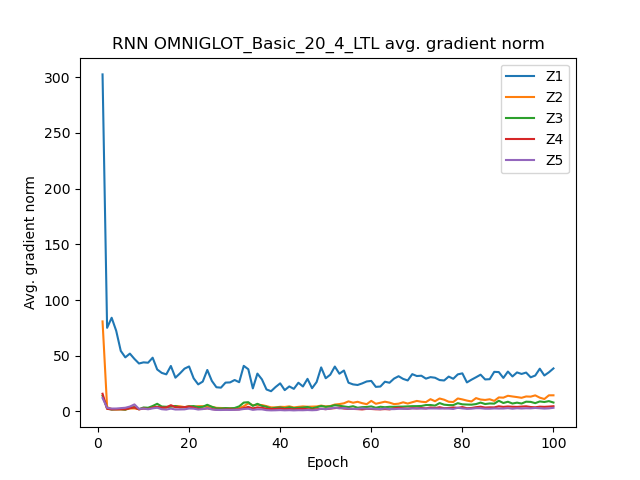 RNN OMNIGLOT_Basic_20_4_LTL avg. gradient norm
Avg. gradient norm
300
250
200
150
100
50
0
Z1
Z2
Z3
Z4
Z5
0 20 40 60 80 100
Epoch